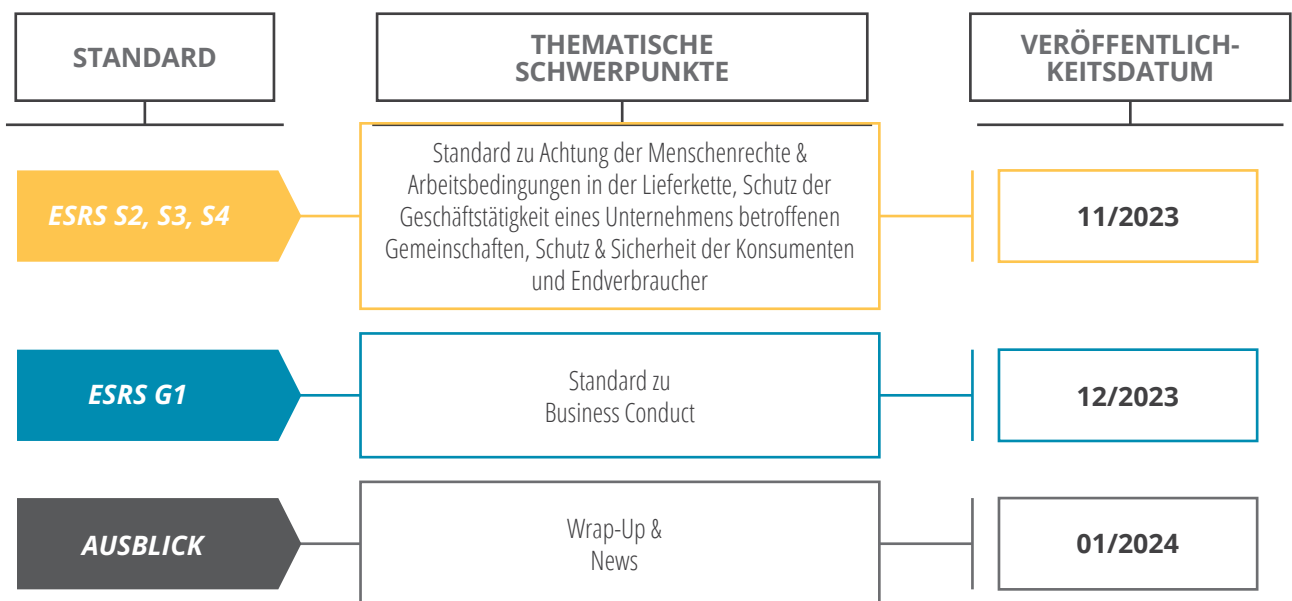 STANDARD
THEMATISCHE
SCHWERPUNKTE
VERÖFFENTLICH-
KEITSDATUM
ESRS S2, S3, S4
Standard zu Achtung der Menschenrechte &
Arbeitsbedingungen in der Lieferkette, Schutz der
Geschäftstätigkeit eines Unternehmens betroffenen
Gemeinschaften, Schutz & Sicherheit der Konsumenten
und Endverbraucher
11/2023
ESRS G1
Standard zu
Business Conduct
12/2023
AUSBLICK
Wrap-Up &
News
01/2024